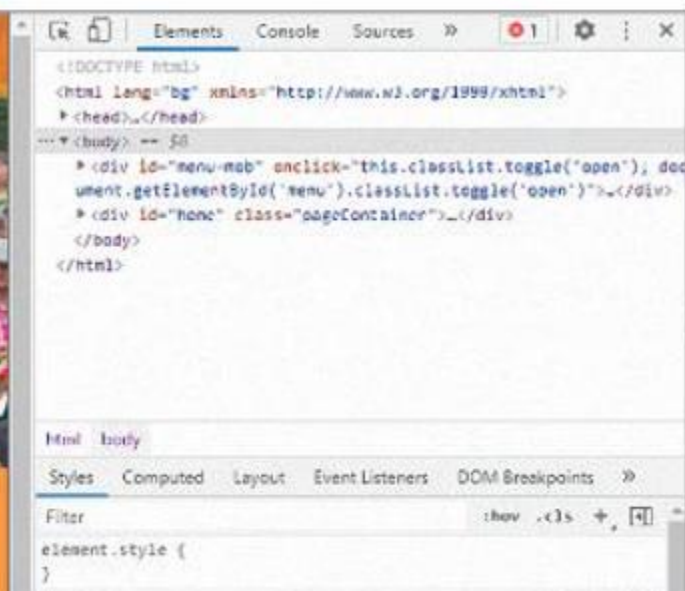 Elements Console Sources » 1
<!DOCTYPE html>
<html lang="bg" xmlns="http://www.w3.org/1999/xhtml">
<head>…</head>
… <body> == $0
<div id="menu-mob" onclick="this.classList.toggle('open'); doc
ument.getElementById('menu').classList.toggle('open')">…</div>
<div id="home" class="pageContainer">…</div>
</body>
</html>
html body
Styles Computed Layout Event Listeners DOM Breakpoints »
Filter :hov .cls +
element.style {
}